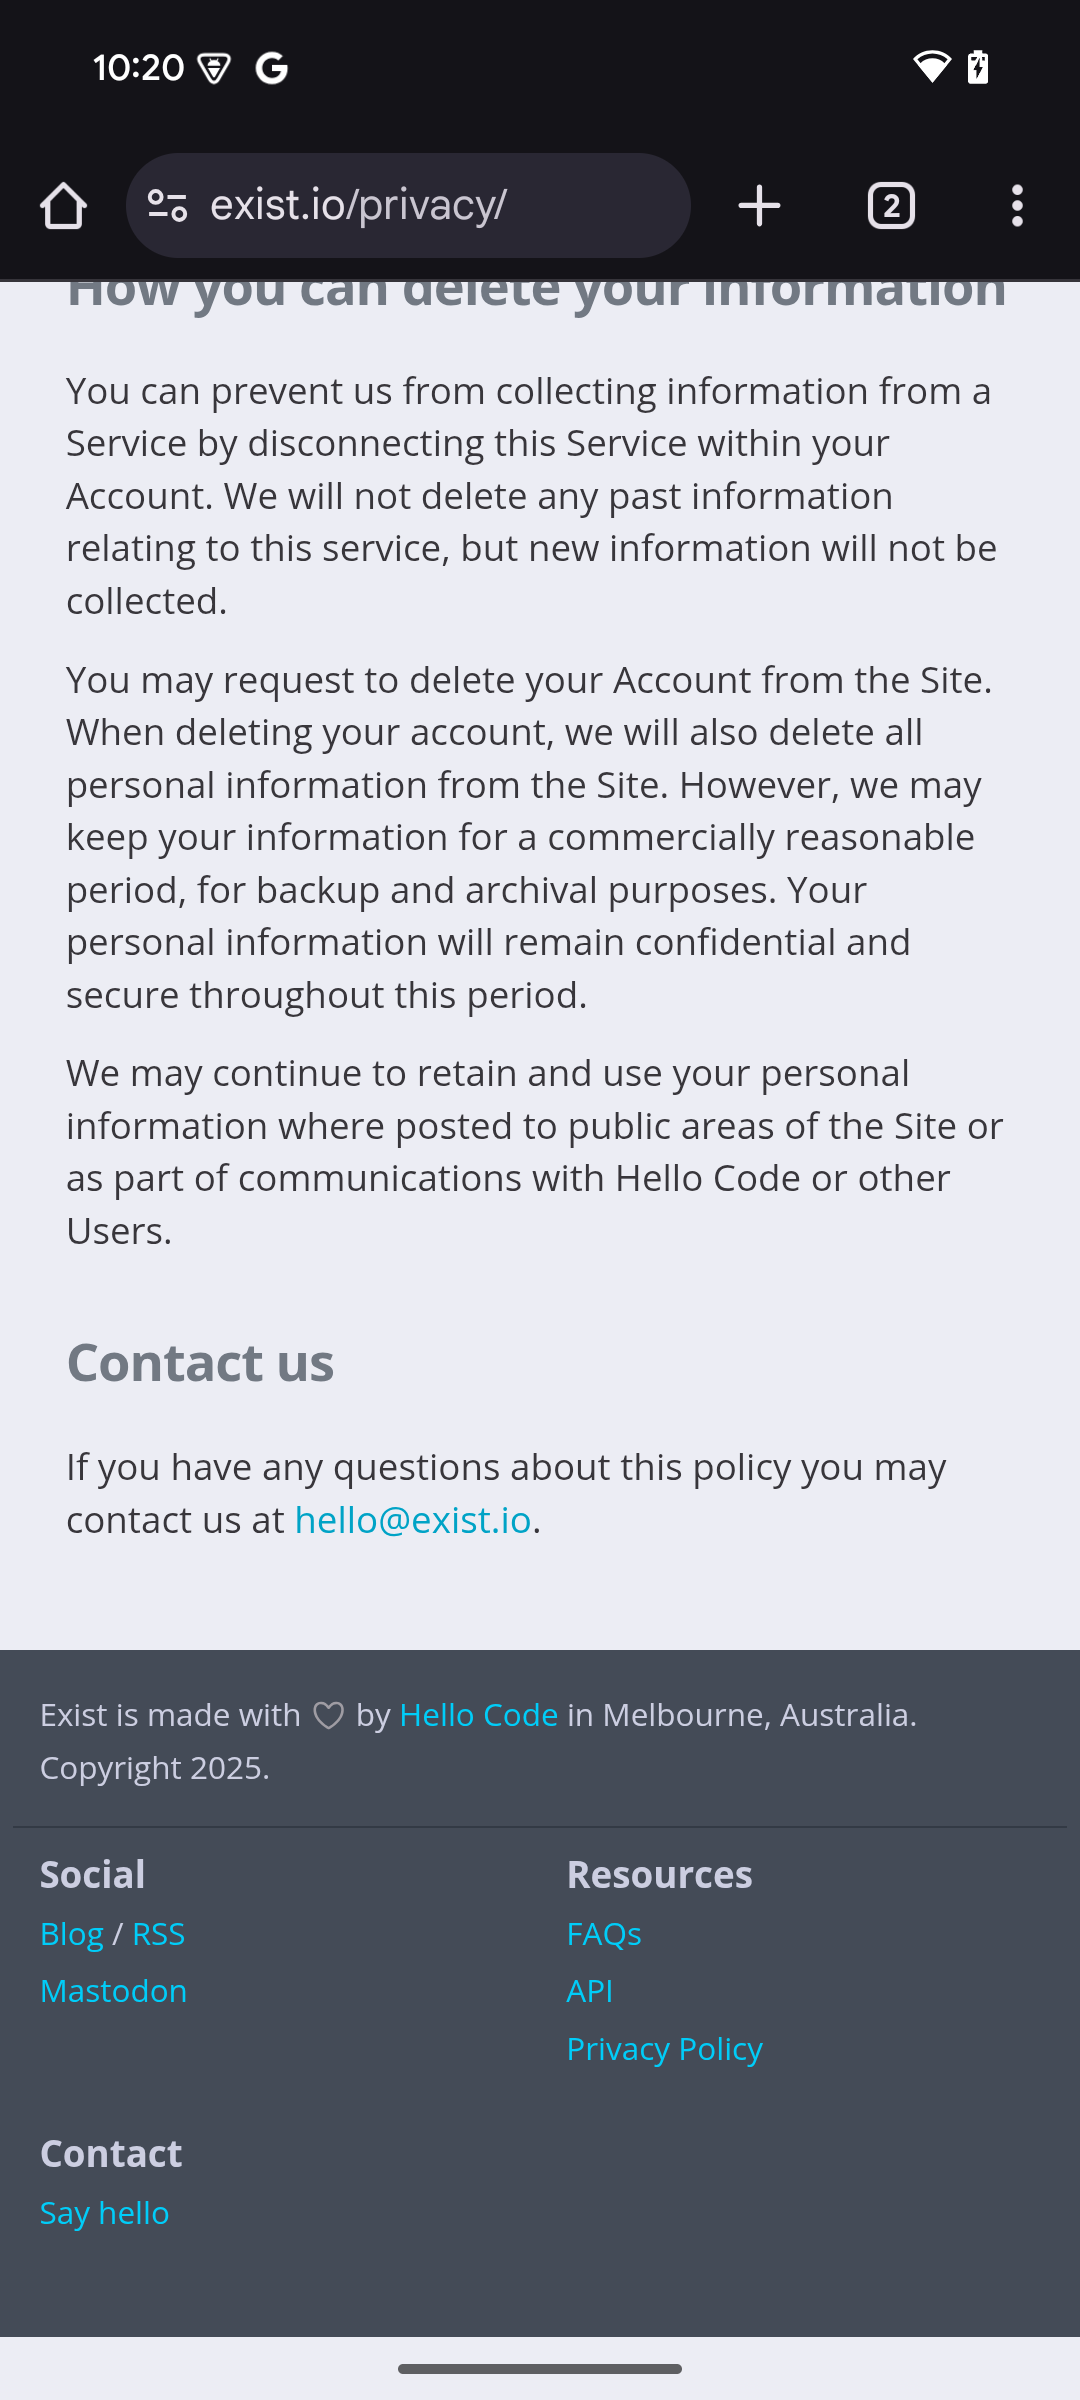 10:20
exist.io/privacy/
2
How you can delete your information
You can prevent us from collecting information from a
Service by disconnecting this Service within your
Account. We will not delete any past information
relating to this service, but new information will not be
collected.
You may request to delete your Account from the Site.
When deleting your account, we will also delete all
personal information from the Site. However, we may
keep your information for a commercially reasonable
period, for backup and archival purposes. Your
personal information will remain confidential and
secure throughout this period.
We may continue to retain and use your personal
information where posted to public areas of the Site or
as part of communications with Hello Code or other
Users.
Contact us
If you have any questions about this policy you may
contact us at hello@exist.io.
Exist is made with ♡ by Hello Code in Melbourne, Australia.
Copyright 2025.
Social
Blog / RSS
Mastodon
Resources
FAQs
API
Privacy Policy
Contact
Say hello